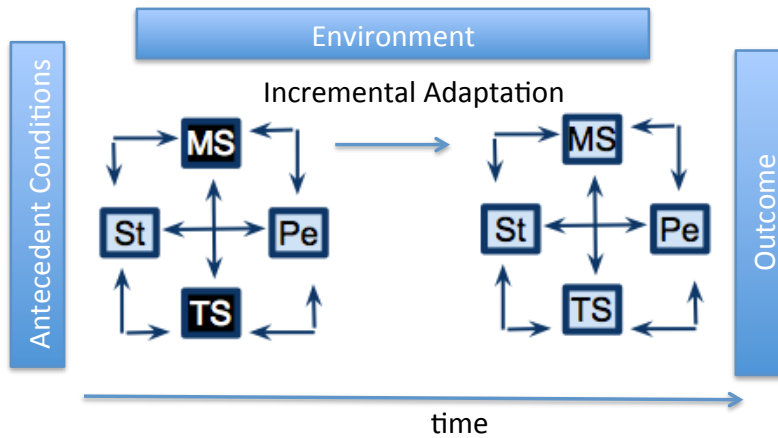 Environment
Antecedent Conditions
Incremental Adaptation
MS
St
Pe
TS
MS
St
Pe
TS
Outcome
time